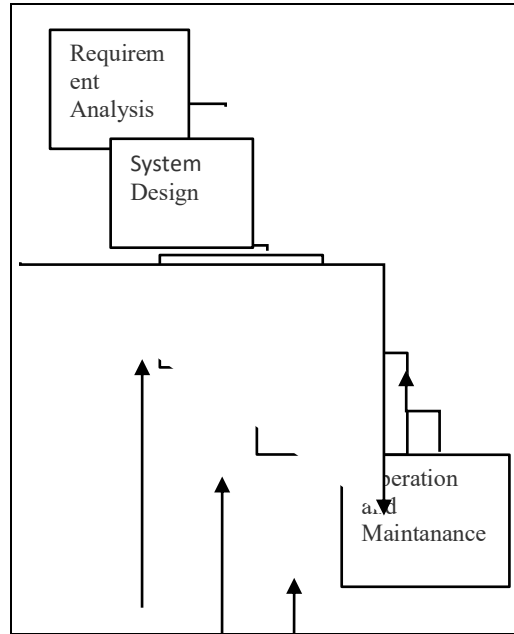 Requirem
ent
Analysis
System
Design
peration
and
Maintanance